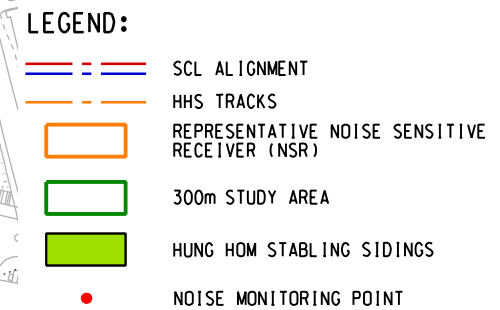 LEGEND:
SCL ALIGNMENT
HHS TRACKS
REPRESENTATIVE NOISE SENSITIVE
RECEIVER (NSR)
300m STUDY AREA
HUNG HOM STABLING SIDINGS
NOISE MONITORING POINT